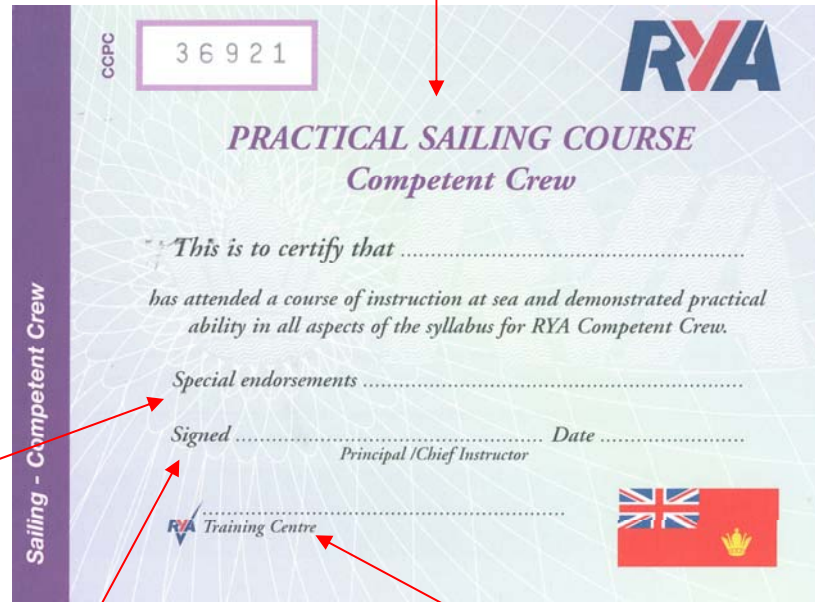 CCPC
36921
RYA
PRACTICAL SAILING COURSE
Competent Crew
This is to certify that ..........................................................
has attended a course of instruction at sea and demonstrated practical
ability in all aspects of the syllabus for RYA Competent Crew.
Special endorsements ................................................................
Signed ..................................................... Date ........................
Principal /Chief Instructor
..............................................................
RYA Training Centre
Sailing - Competent Crew